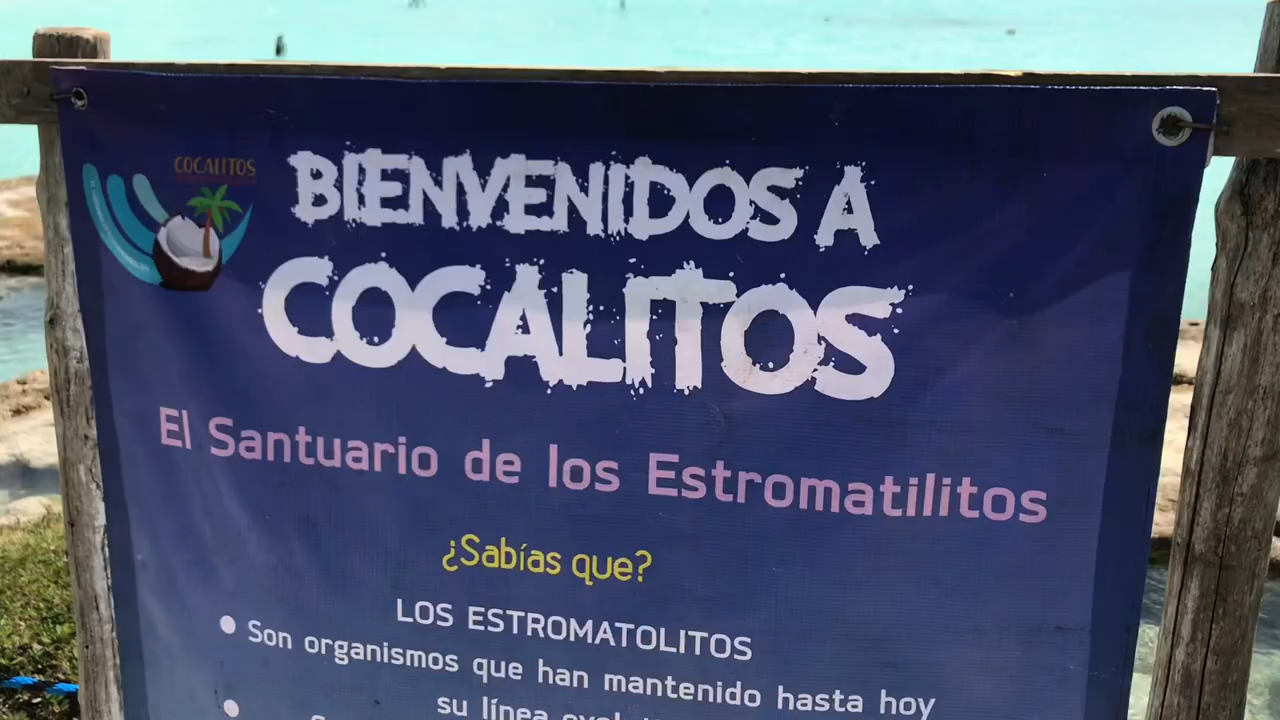 COCALITOS
BIENVENIDOS A
COCALITOS
El Santuario de los Estromatilitos
¿Sabías que?
LOS ESTROMATOLITOS
Son organismos que han mantenido hasta hoy
su línea